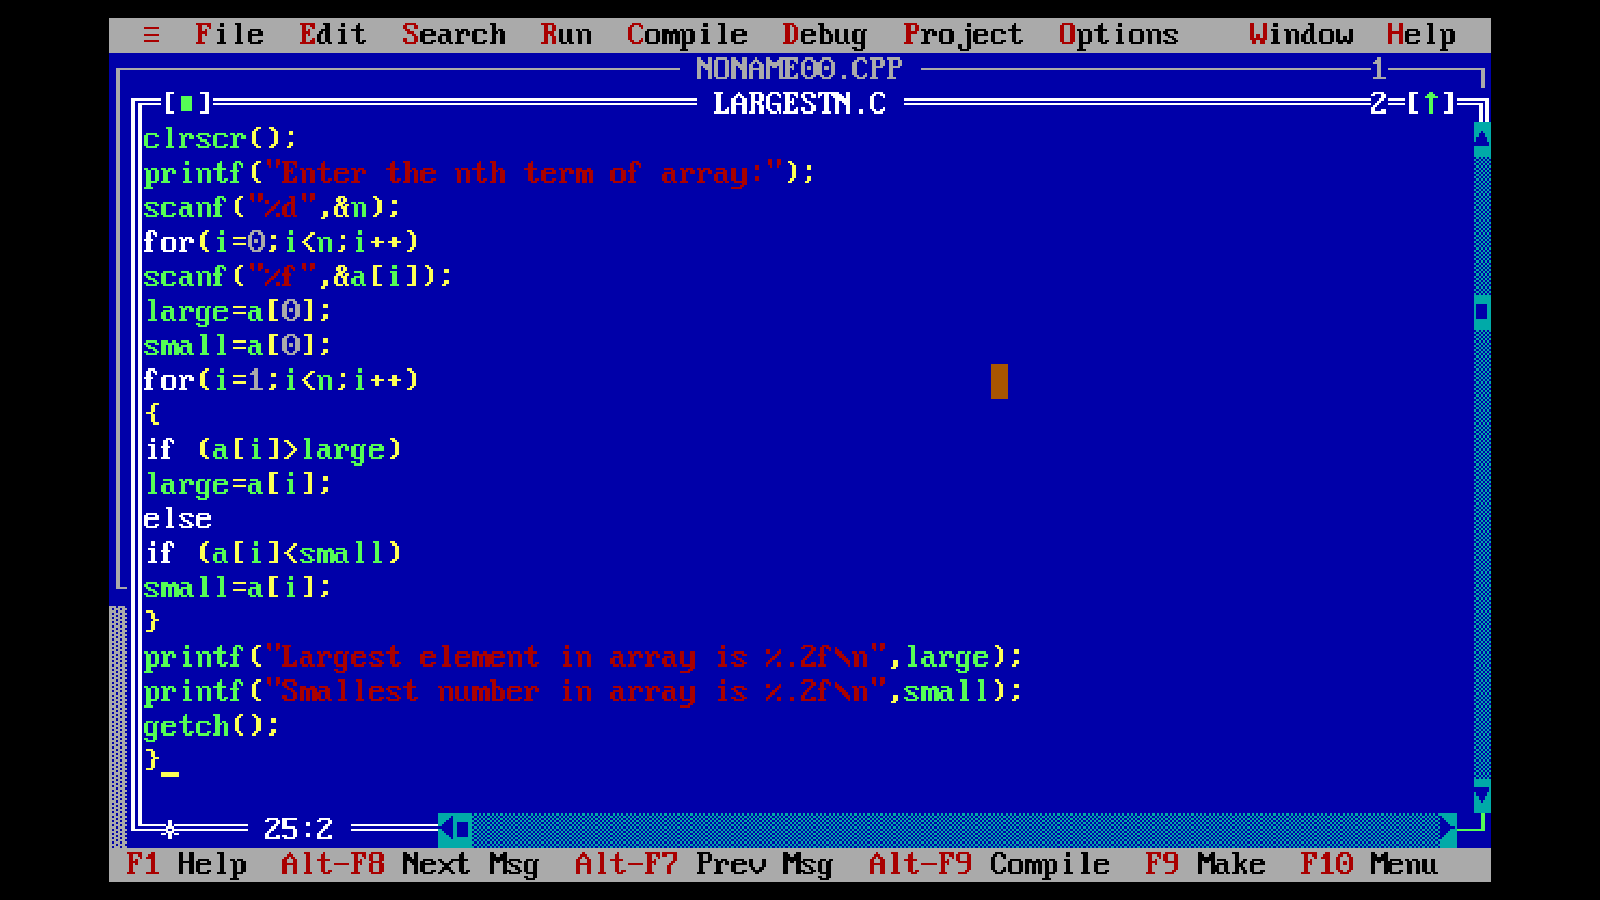 ≡ File Edit Search Run Compile Debug Project Options Window Help
NONAME00.CPP 1
[■] LARGESTN.C 2=[↑]
clrscr();
printf("Enter the nth term of array:");
scanf("%d",&n);
for(i=0;i<n;i++)
scanf("%f",&a[i]);
large=a[0];
small=a[0];
for(i=1;i<n;i++)
{
if (a[i]>large)
large=a[i];
else
if (a[i]<small)
small=a[i];
}
printf("Largest element in array is %.2f\n",large);
printf("Smallest number in array is %.2f\n",small);
getch();
}
25:2
F1 Help Alt-F8 Next Msg Alt-F7 Prev Msg Alt-F9 Compile F9 Make F10 Menu